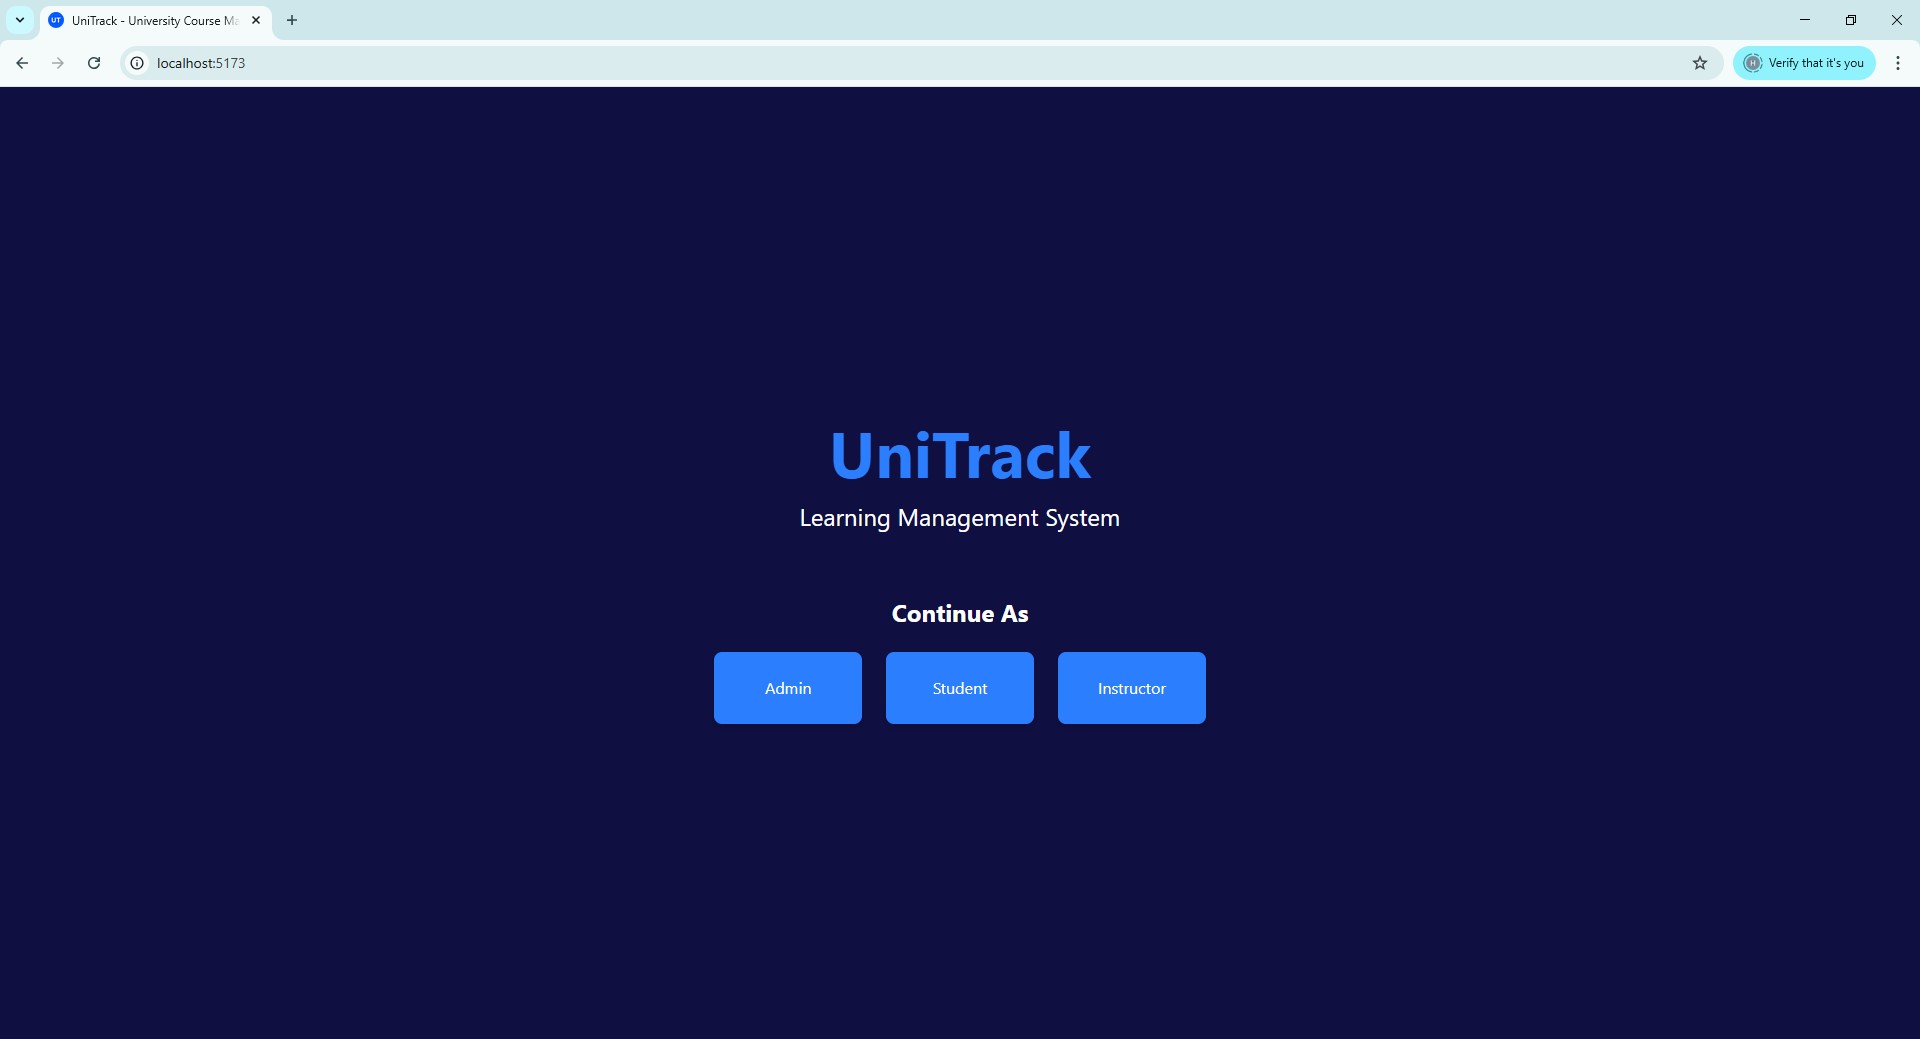 UT UniTrack - University Course Ma
localhost:5173
H Verify that it's you
UniTrack
Learning Management System
Continue As
Admin Student Instructor